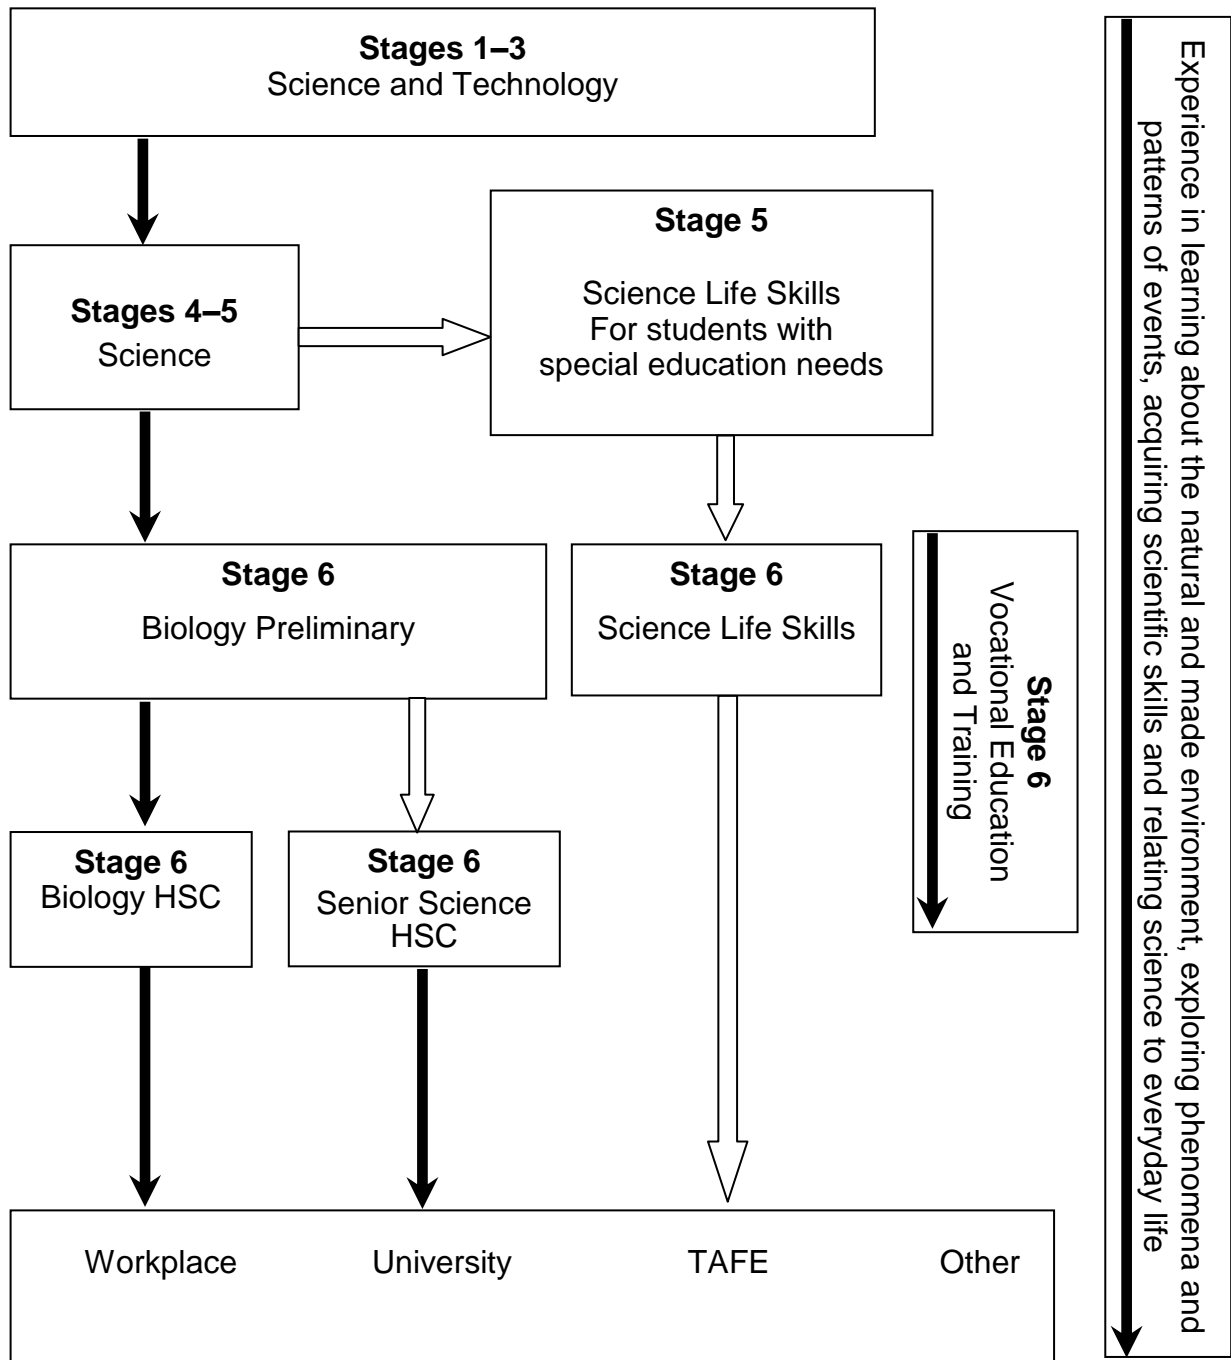 Stages 1–3
Science and Technology
Stages 4–5
Science
Stage 5
Science Life Skills
For students with
special education needs
Stage 6
Biology Preliminary
Stage 6
Science Life Skills
Stage 6
Vocational Education
and Training
Stage 6
Biology HSC
Stage 6
Senior Science
HSC
Workplace University TAFE Other
Experience in learning about the natural and made environment, exploring phenomena and
patterns of events, acquiring scientific skills and relating science to everyday life